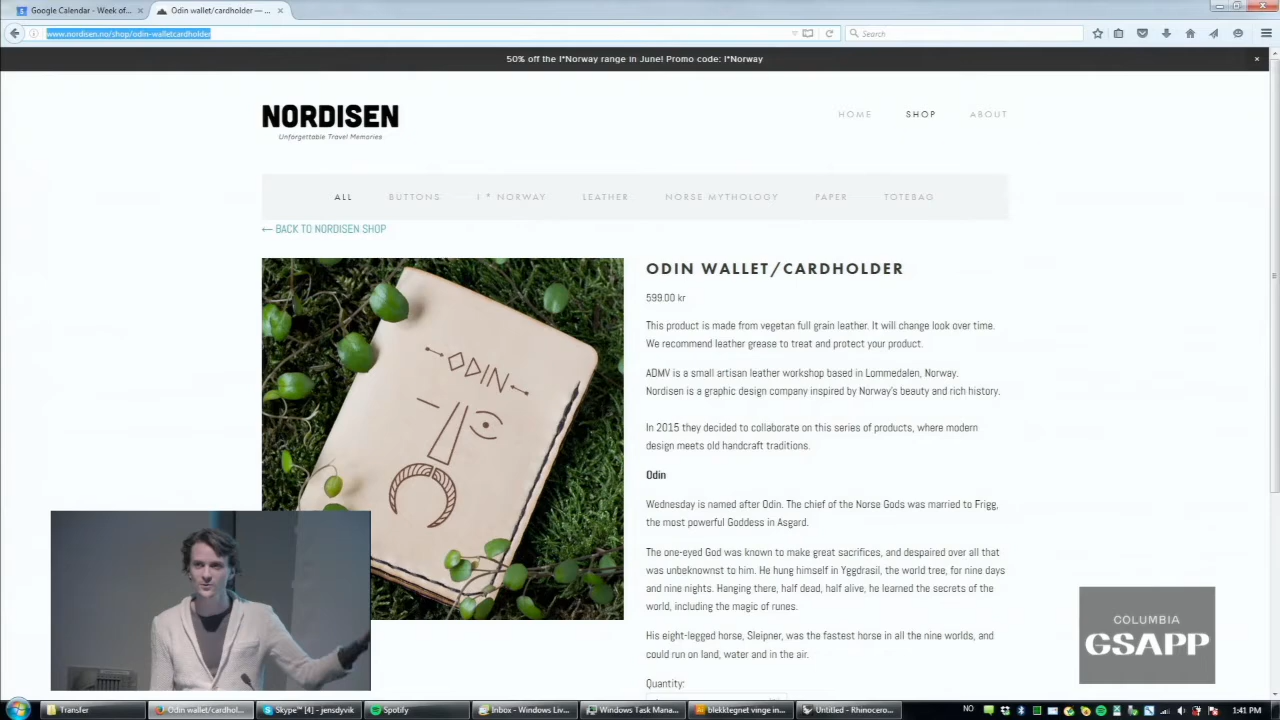 Google Calendar - Week of...
Odin wallet/cardholder — ...
www.nordisen.no/shop/odin-walletcardholder
Search
50% off the I*Norway range in June! Promo code: I*Norway
NORDISEN
Unforgettable Travel Memories
HOME SHOP ABOUT
ALL BUTTONS I * NORWAY LEATHER NORSE MYTHOLOGY PAPER TOTEBAG
← BACK TO NORDISEN SHOP
ODIN
ODIN WALLET/CARDHOLDER
599.00 kr
This product is made from vegetan full grain leather. It will change look over time.
We recommend leather grease to treat and protect your product.
ADMV is a small artisan leather workshop based in Lommedalen, Norway.
Nordisen is a graphic design company inspired by Norway's beauty and rich history.
In 2015 they decided to collaborate on this series of products, where modern
design meets old handcraft traditions.
Odin
Wednesday is named after Odin. The chief of the Norse Gods was married to Frigg,
the most powerful Goddess in Asgard.
The one-eyed God was known to make great sacrifices, and despaired over all that
was unbeknownst to him. He hung himself in Yggdrasil, the world tree, for nine days
and nine nights. Hanging there, half dead, half alive, he learned the secrets of the
world, including the magic of runes.
His eight-legged horse, Sleipner, was the fastest horse in all the nine worlds, and
could run on land, water and in the air.
Quantity:
COLUMBIA
GSAPP
Transfer
Odin wallet/cardhol...
Skype™ [4] - jensdyvik
Spotify
Inbox - Windows Liv...
Windows Task Mana...
blekktegnet vinge in...
Untitled - Rhinocero...
NO
1:41 PM